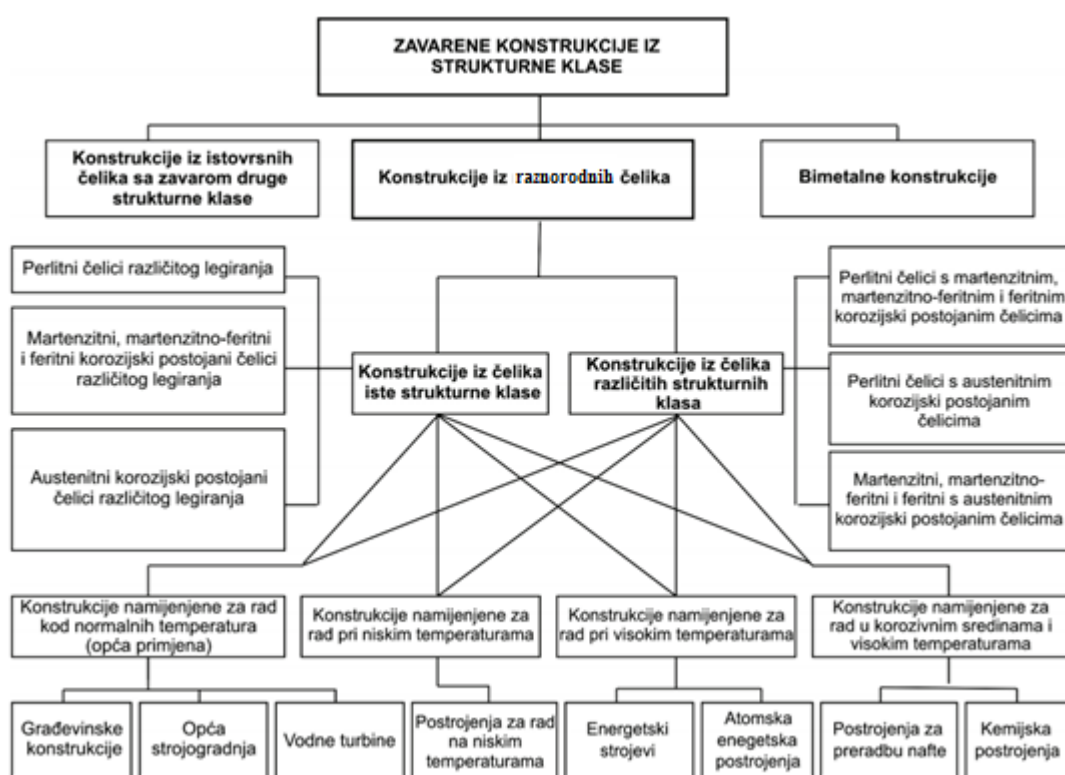 ZAVARENE KONSTRUKCIJE IZ
STRUKTURNE KLASE
Konstrukcije iz istovrsnih
čelika sa zavarom druge
strukturne klase
Konstrukcije iz raznorodnih čelika
Bimetalne konstrukcije
Perlitni čelici različitog legiranja
Martenzitni, martenzitno-feritni
i feritni korozijski postojani čelici
različitog legiranja
Austenitni korozijski postojani
čelici različitog legiranja
Konstrukcije iz čelika
iste strukturne klase
Konstrukcije iz čelika
različitih strukturnih
klasa
Perlitni čelici s martenzitnim,
martenzitno-feritnim i feritnim
korozijski postojanim čelicima
Perlitni čelici s austenitnim
korozijski postojanim
čelicima
Martenzitni, martenzitno-
feritni i feritni s austenitnim
korozijski postojanim čelicima
Konstrukcije namijenjene za rad
kod normalnih temperatura
(opća primjena)
Konstrukcije namijenjene za
rad pri niskim temperaturama
Konstrukcije namijenjene za
rad pri visokim temperaturama
Konstrukcije namijenjene za
rad u korozivnim sredinama i
visokim temperaturama
Građevinske
konstrukcije
Opća
strojogradnja
Vodne turbine
Postrojenja za rad
na niskim
temperaturama
Energetski
strojevi
Atomska
enegetska
postrojenja
Postrojenja za
preradbu nafte
Kemijska
postrojenja